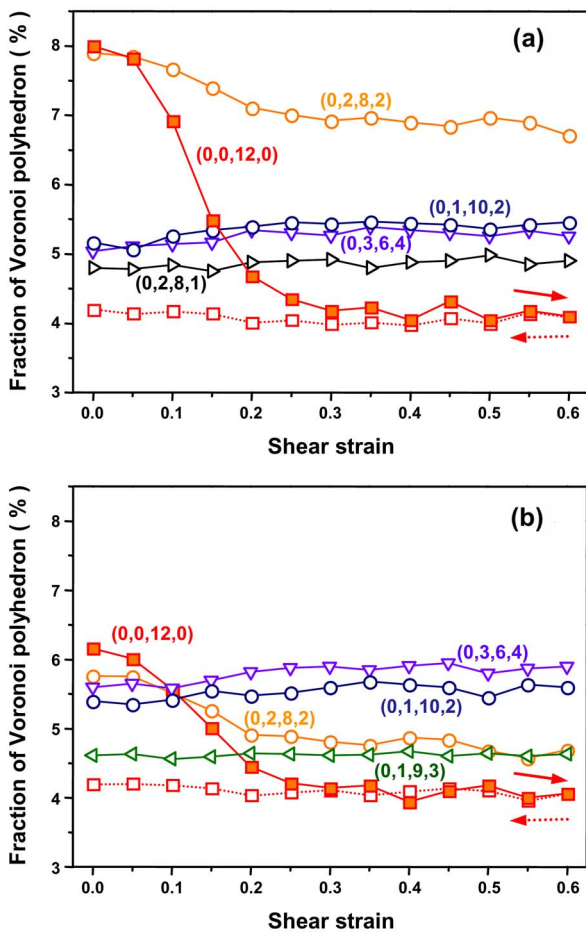 (a)
8
7
6
5
4
3
(0,2,8,2)
(0,0,12,0)
(0,1,10,2)
(0,3,6,4)
(0,2,8,1)
Fraction of Voronoi polyhedron ( % )
0.0 0.1 0.2 0.3 0.4 0.5 0.6
Shear strain
(b)
8
7
6
5
4
3
(0,0,12,0)
(0,3,6,4)
(0,2,8,2)
(0,1,10,2)
(0,1,9,3)
Fraction of Voronoi polyhedron ( % )
0.0 0.1 0.2 0.3 0.4 0.5 0.6
Shear strain